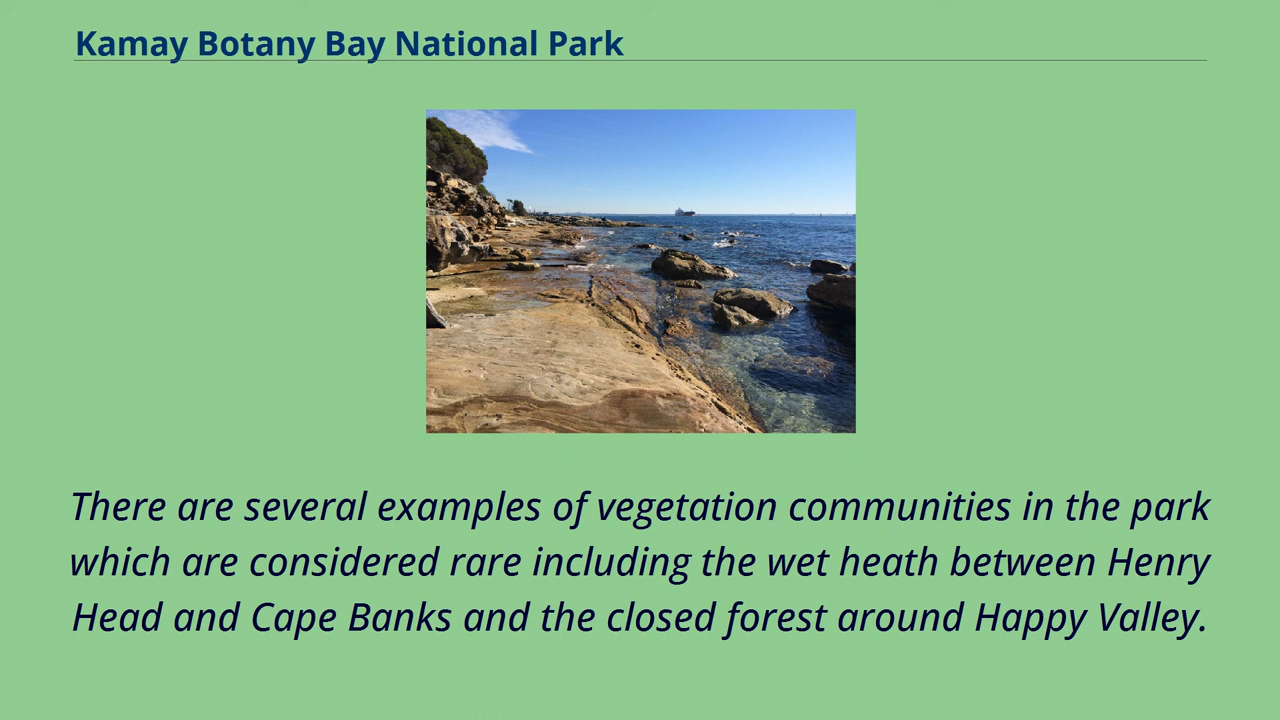 Kamay Botany Bay National Park
There are several examples of vegetation communities in the park
which are considered rare including the wet heath between Henry
Head and Cape Banks and the closed forest around Happy Valley.